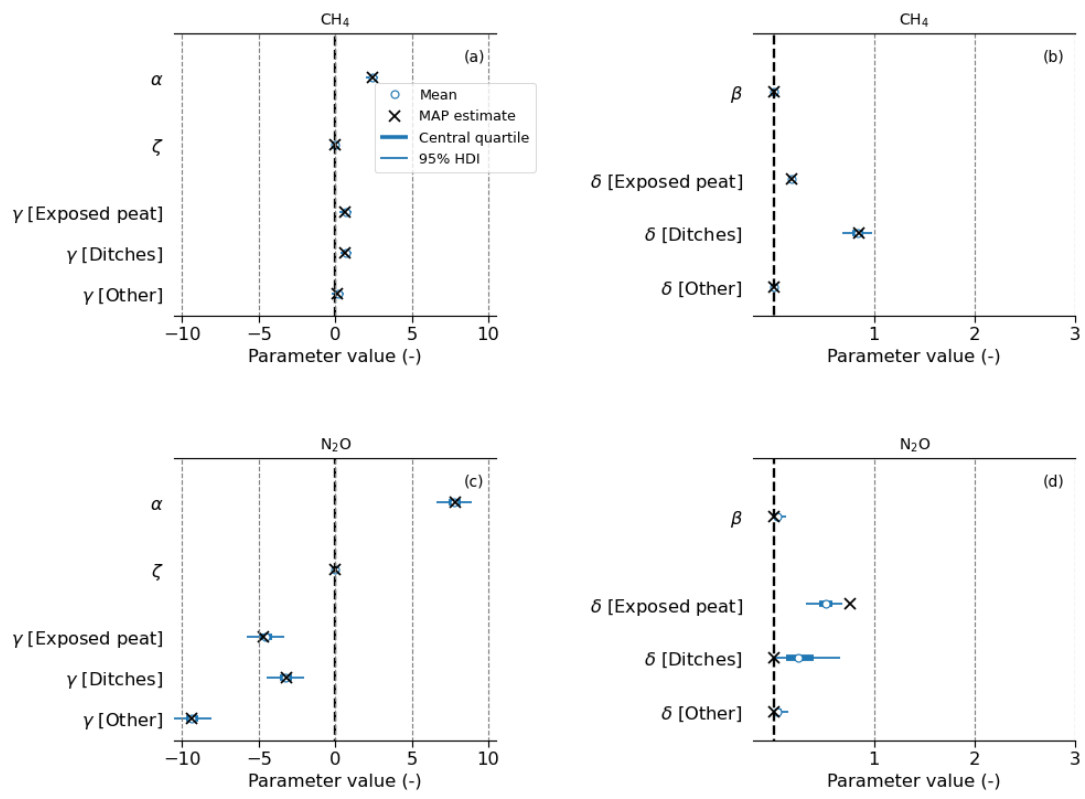 CH₄
(a)
α
Mean
MAP estimate
Central quartile
95% HDI
ζ
γ [Exposed peat]
γ [Ditches]
γ [Other]
−10 −5 0 5 10
Parameter value (-)
CH₄
(b)
β
δ [Exposed peat]
δ [Ditches]
δ [Other]
1 2 3
Parameter value (-)
N₂O
(c)
α
ζ
γ [Exposed peat]
γ [Ditches]
γ [Other]
−10 −5 0 5 10
Parameter value (-)
N₂O
(d)
β
δ [Exposed peat]
δ [Ditches]
δ [Other]
1 2 3
Parameter value (-)